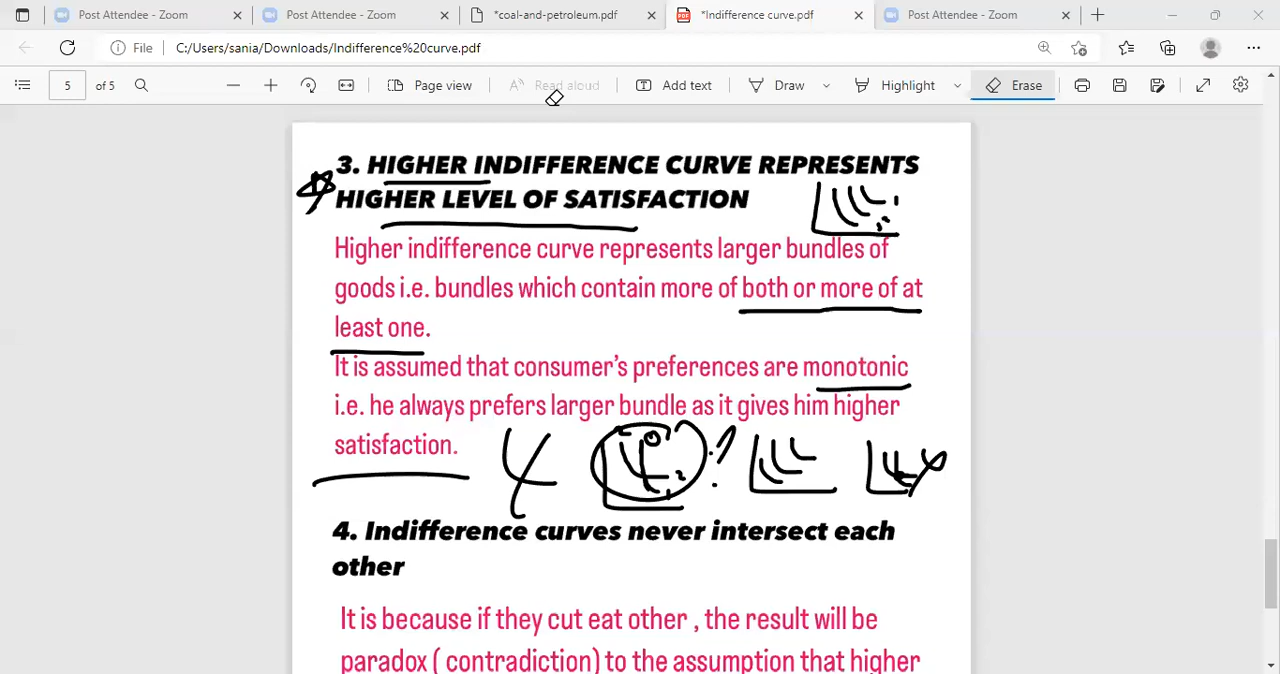 Post Attendee - Zoom
Post Attendee - Zoom
*coal-and-petroleum.pdf
*Indifference curve.pdf
Post Attendee - Zoom
File
C:/Users/sania/Downloads/Indifference%20curve.pdf
5 of 5
Page view
Read aloud
Add text
Draw
Highlight
Erase
3. HIGHER INDIFFERENCE CURVE REPRESENTS
HIGHER LEVEL OF SATISFACTION
Higher indifference curve represents larger bundles of
goods i.e. bundles which contain more of both or more of at
least one.
It is assumed that consumer's preferences are monotonic
i.e. he always prefers larger bundle as it gives him higher
satisfaction.
4. Indifference curves never intersect each
other
It is because if they cut eat other , the result will be
paradox ( contradiction) to the assumption that higher